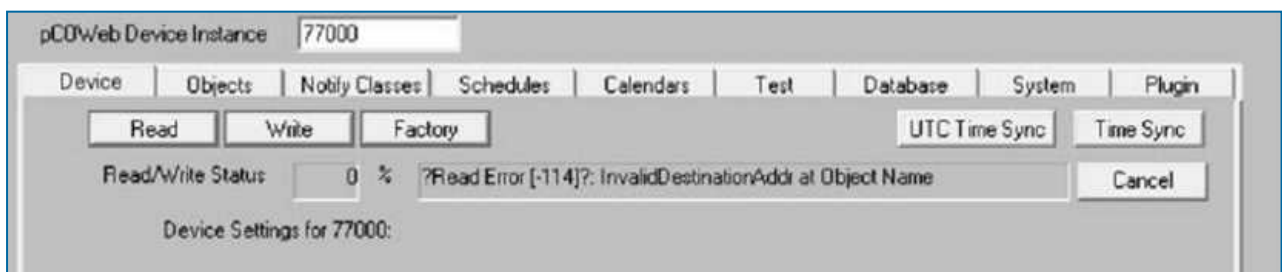 pCOWeb Device Instance 77000
Device Objects Notify Classes Schedules Calendars Test Database System Plugin
Read Write Factory UTC Time Sync Time Sync
Read/Write Status 0 % ?Read Error [-114]?: InvalidDestinationAddr at Object Name Cancel
Device Settings for 77000: